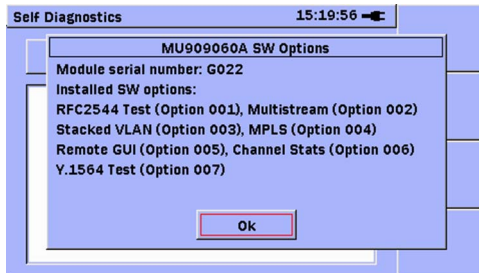 Self Diagnostics 15:19:56
MU909060A SW Options
Module serial number: G022
Installed SW options:
RFC2544 Test (Option 001), Multistream (Option 002)
Stacked VLAN (Option 003), MPLS (Option 004)
Remote GUI (Option 005), Channel Stats (Option 006)
Y.1564 Test (Option 007)
Ok